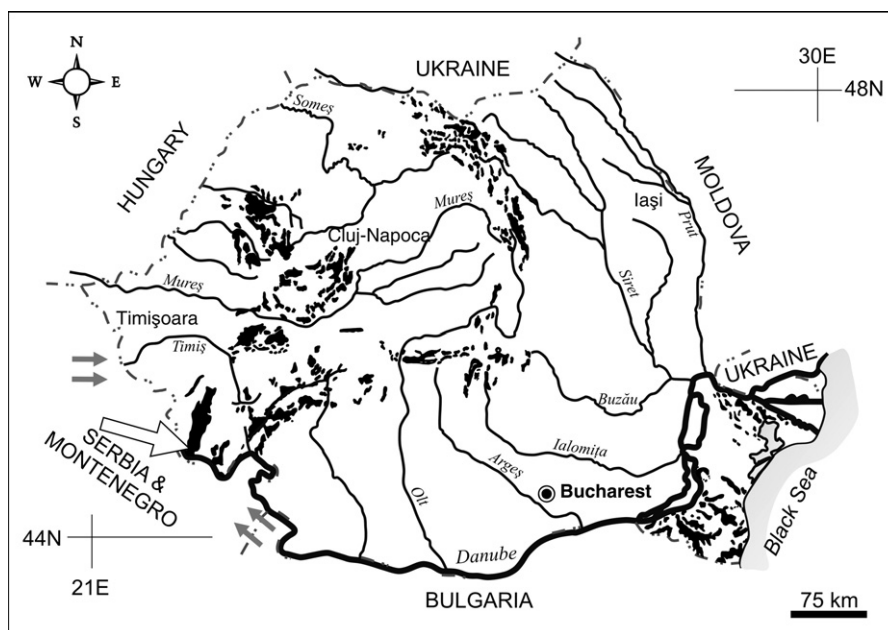 N
W E
S
UKRAINE
30E
48N
Someş
HUNGARY
MOLDOVA
Iaşi
Prut
Mureş
Cluj-Napoca
Siret
Mureş
Timişoara
Timiş
UKRAINE
Buzău
SERBIA &
MONTENEGRO
Ialomiţa
Argeş
Olt
Bucharest
Black Sea
44N
21E
Danube
BULGARIA
75 km